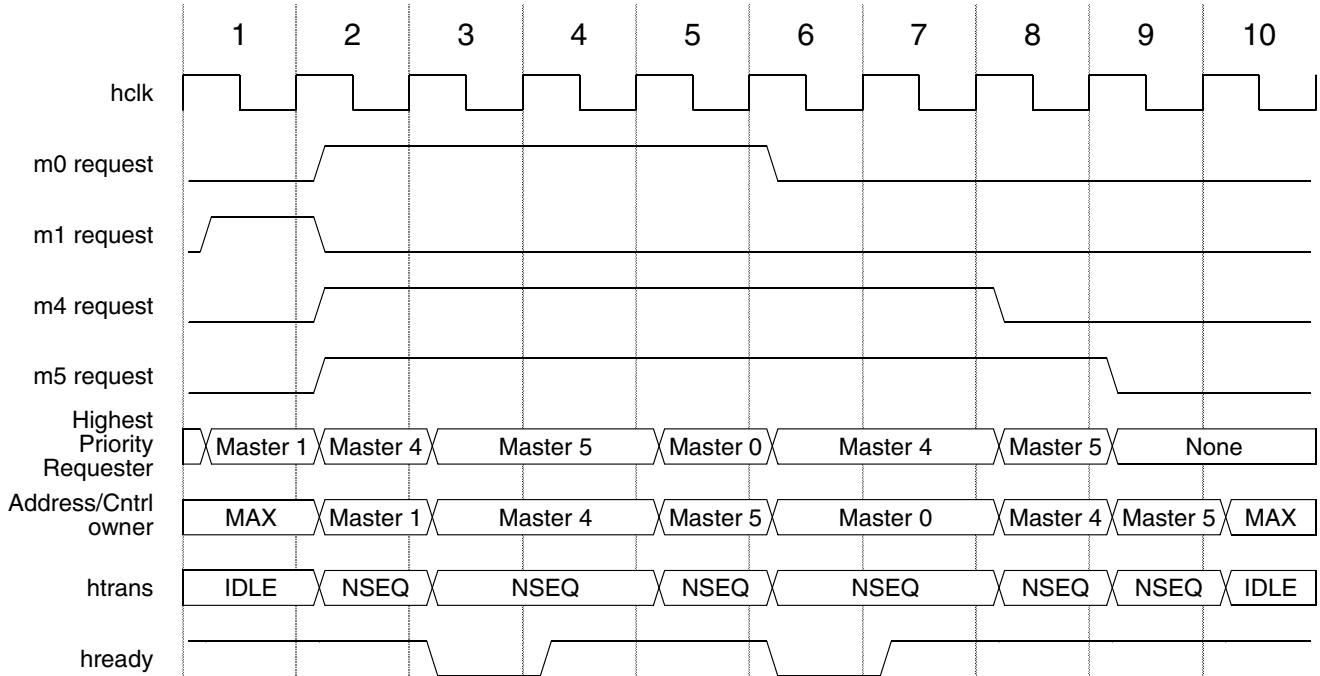 1 2 3 4 5 6 7 8 9 10
hclk
m0 request
m1 request
m4 request
m5 request
Highest
Priority
Requester
Master 1 Master 4 Master 5 Master 0 Master 4 Master 5 None
Address/Cntrl
owner
MAX Master 1 Master 4 Master 5 Master 0 Master 4 Master 5 MAX
htrans IDLE NSEQ NSEQ NSEQ NSEQ NSEQ NSEQ IDLE
hready